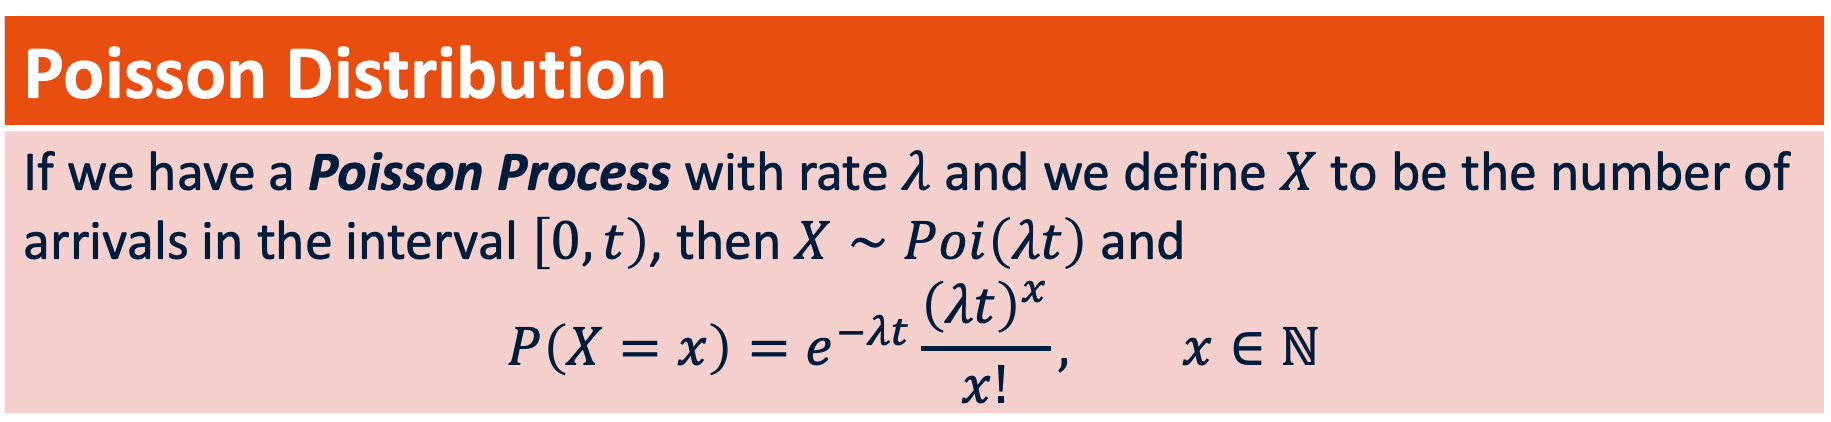 Poisson Distribution
If we have a Poisson Process with rate λ and we define X to be the number of
arrivals in the interval [0, t), then X ~ Poi(λt) and
P(X = x) = e^{-λt} \frac{(λt)^x}{x!}, x ∈ ℕ